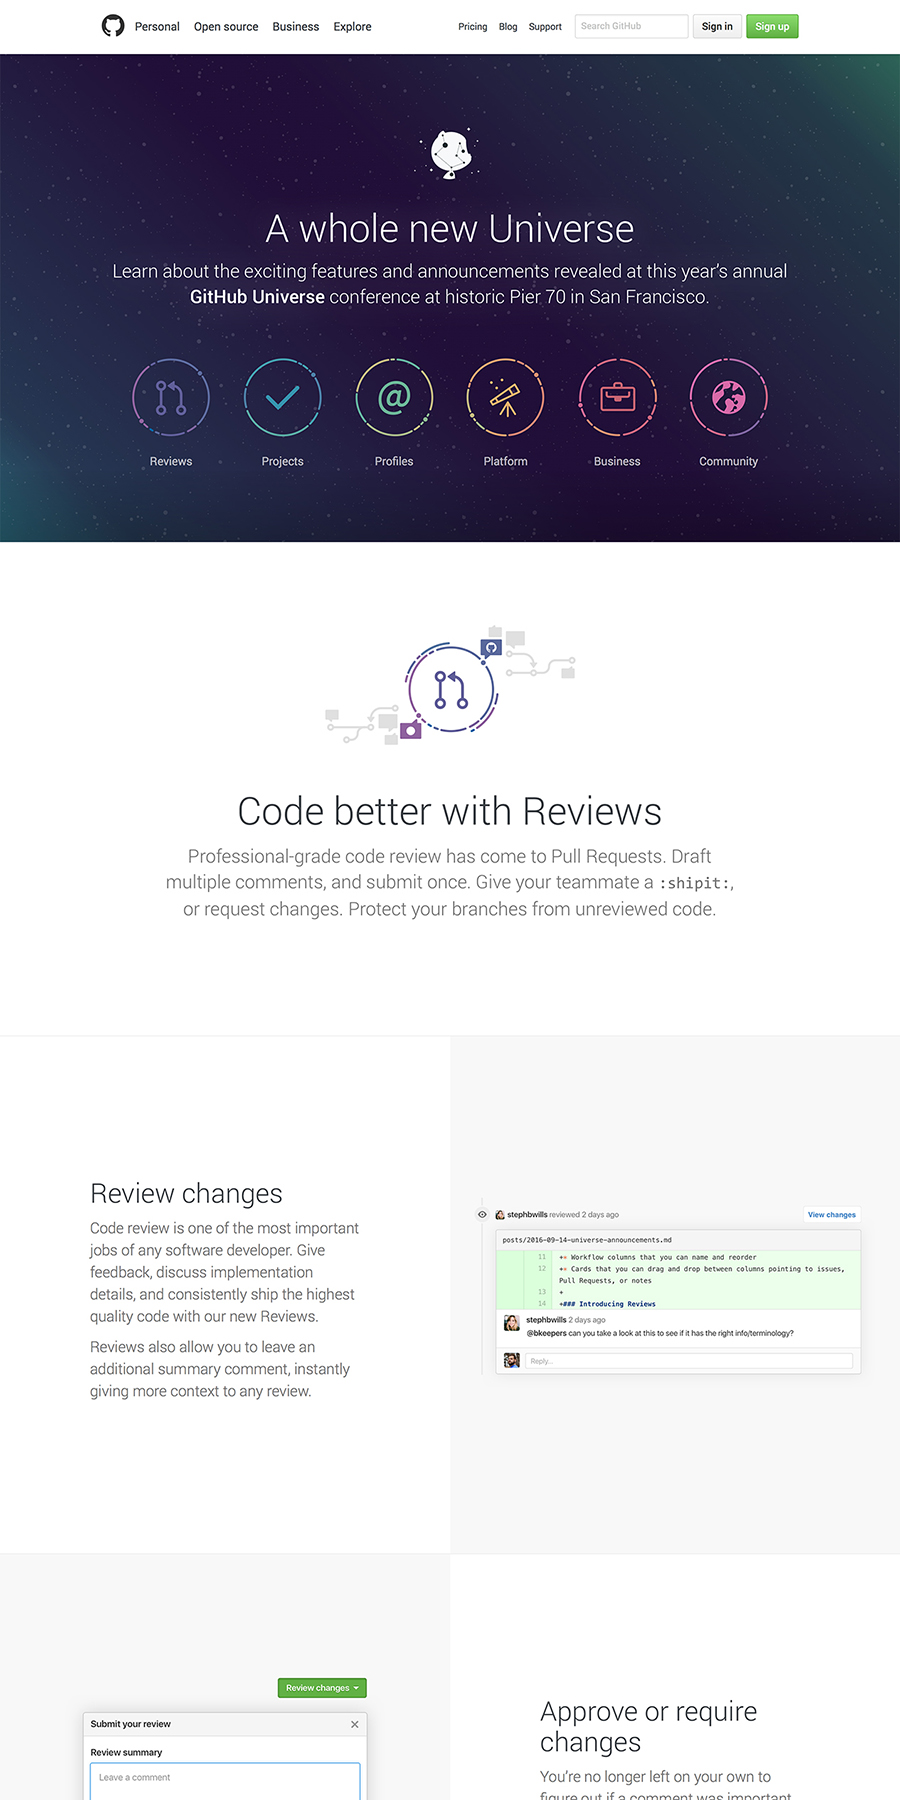 Personal Open source Business Explore Pricing Blog Support Search GitHub Sign in Sign up
A whole new Universe
Learn about the exciting features and announcements revealed at this year's annual
GitHub Universe conference at historic Pier 70 in San Francisco.
Reviews Projects Profiles Platform Business Community
Code better with Reviews
Professional-grade code review has come to Pull Requests. Draft
multiple comments, and submit once. Give your teammate a :shipit:,
or request changes. Protect your branches from unreviewed code.
Review changes
Code review is one of the most important
jobs of any software developer. Give
feedback, discuss implementation
details, and consistently ship the highest
quality code with our new Reviews.
Reviews also allow you to leave an
additional summary comment, instantly
giving more context to any review.
stephbwills reviewed 2 days ago View changes
posts/2016-09-14-universe-announcements.md
11 +* Workflow columns that you can name and reorder
12 +* Cards that you can drag and drop between columns pointing to issues,
Pull Requests, or notes
13 +
14 +### Introducing Reviews
stephbwills 2 days ago
@bkeepers can you take a look at this to see if it has the right info/terminology?
Reply...
Review changes
Submit your review
Review summary
Leave a comment
Approve or require
changes
You're no longer left on your own to
figure out if a comment was important